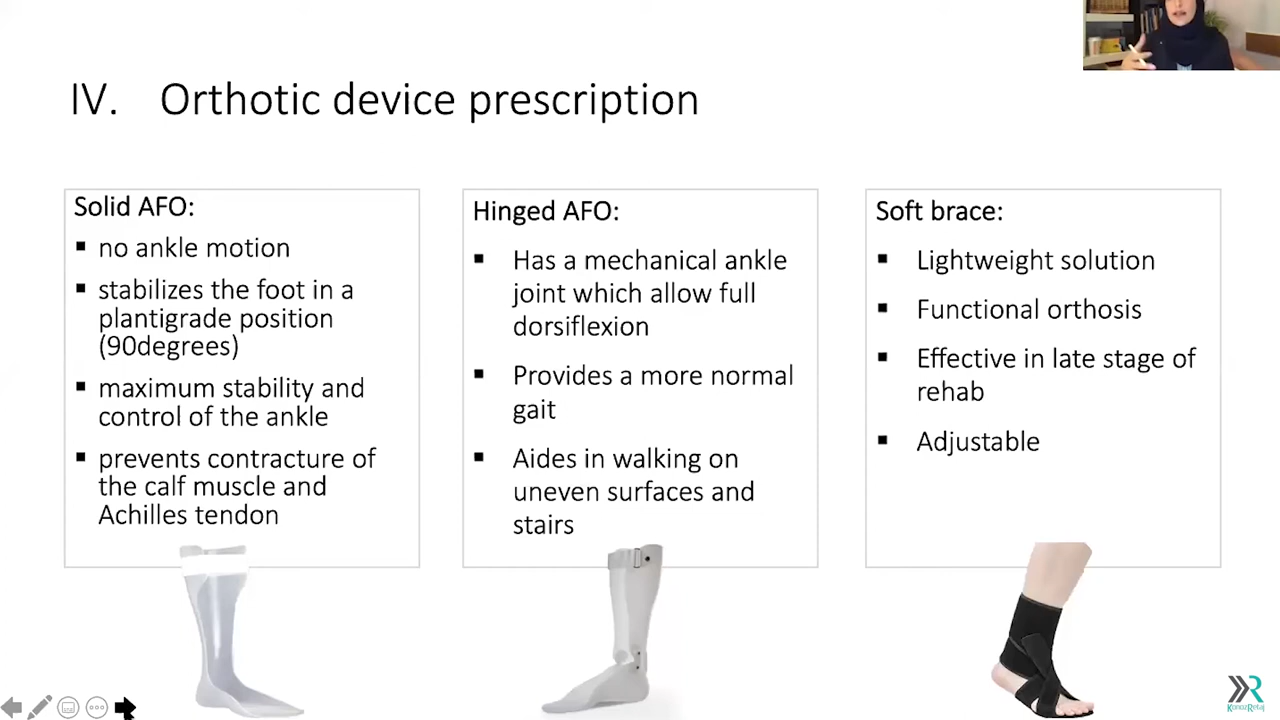 IV. Orthotic device prescription
Solid AFO:
▪ no ankle motion
▪ stabilizes the foot in a
plantigrade position
(90degrees)
▪ maximum stability and
control of the ankle
▪ prevents contracture of
the calf muscle and
Achilles tendon
Hinged AFO:
▪ Has a mechanical ankle
joint which allow full
dorsiflexion
▪ Provides a more normal
gait
▪ Aides in walking on
uneven surfaces and
stairs
Soft brace:
▪ Lightweight solution
▪ Functional orthosis
▪ Effective in late stage of
rehab
▪ Adjustable
KonozRetaj